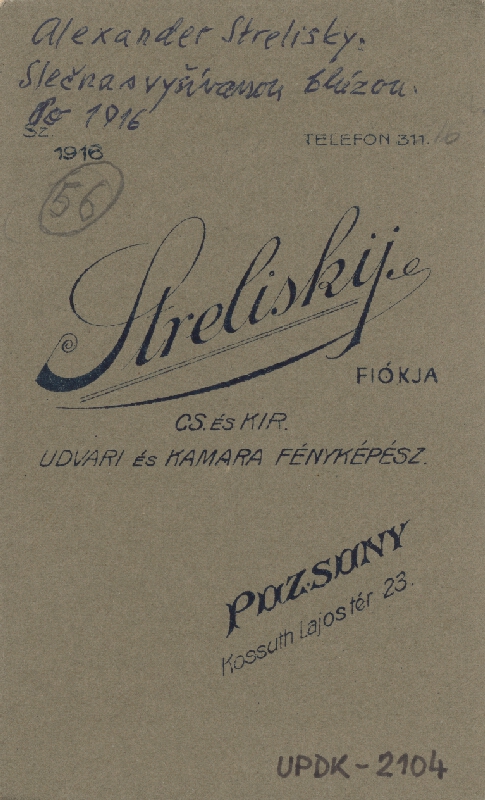 Alexander Strelisky.
Slečna s vyšívanou blúzou.
Po 1916
SZ.
1916
TELEFON 311.
56
Streliskij
FIÓKJA
CS. és KIR.
UDVARI és KAMARA FÉNYKÉPÉSZ.
POZSONY
Kossuth Lajos tér 23.
UPDK-2104